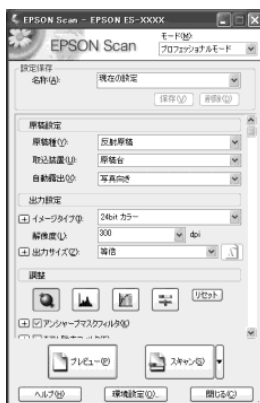 EPSON Scan - EPSON ES-XXXX
EPSON Scan
モード(M):
プロフェッショナルモード
設定保存
名称(A):
現在の設定
保存(V)
削除(D)
原稿設定
原稿種(Y):
反射原稿
取込装置(U):
原稿台
自動露出(X):
写真向き
出力設定
イメージタイプ(I):
24bit カラー
解像度(L):
300
dpi
出力サイズ(Z):
等倍
調整
リセット
アンシャープマスクフィルタ(K)
プレビュー(P)
スキャン(S)
ヘルプ(H)
環境設定(O)...
閉じる(C)